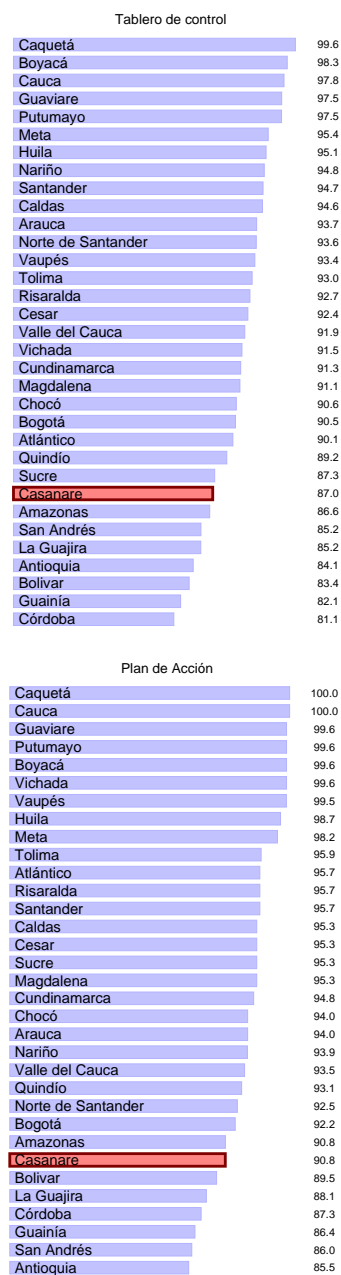 Tablero de control
Caquetá 99.6
Boyacá 98.3
Cauca 97.8
Guaviare 97.5
Putumayo 97.5
Meta 95.4
Huila 95.1
Nariño 94.8
Santander 94.7
Caldas 94.6
Arauca 93.7
Norte de Santander 93.6
Vaupés 93.4
Tolima 93.0
Risaralda 92.7
Cesar 92.4
Valle del Cauca 91.9
Vichada 91.5
Cundinamarca 91.3
Magdalena 91.1
Chocó 90.6
Bogotá 90.5
Atlántico 90.1
Quindío 89.2
Sucre 87.3
Casanare 87.0
Amazonas 86.6
San Andrés 85.2
La Guajira 85.2
Antioquia 84.1
Bolivar 83.4
Guainía 82.1
Córdoba 81.1
Plan de Acción
Caquetá 100.0
Cauca 100.0
Guaviare 99.6
Putumayo 99.6
Boyacá 99.6
Vichada 99.6
Vaupés 99.5
Huila 98.7
Meta 98.2
Tolima 95.9
Atlántico 95.7
Risaralda 95.7
Santander 95.7
Caldas 95.3
Cesar 95.3
Sucre 95.3
Magdalena 95.3
Cundinamarca 94.8
Chocó 94.0
Arauca 94.0
Nariño 93.9
Valle del Cauca 93.5
Quindío 93.1
Norte de Santander 92.5
Bogotá 92.2
Amazonas 90.8
Casanare 90.8
Bolivar 89.5
La Guajira 88.1
Córdoba 87.3
Guainía 86.4
San Andrés 86.0
Antioquia 85.5